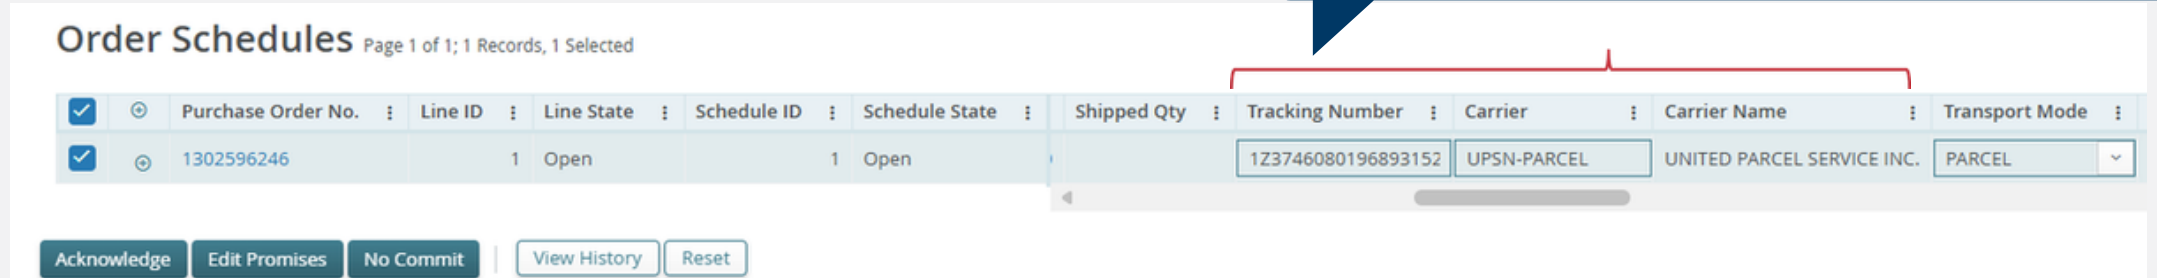 Order Schedules Page 1 of 1; 1 Records, 1 Selected
Purchase Order No. Line ID Line State Schedule ID Schedule State Shipped Qty Tracking Number Carrier Carrier Name Transport Mode
1302596246 1 Open 1 Open 1Z3746080196893152 UPSN-PARCEL UNITED PARCEL SERVICE INC. PARCEL
Acknowledge Edit Promises No Commit View History Reset